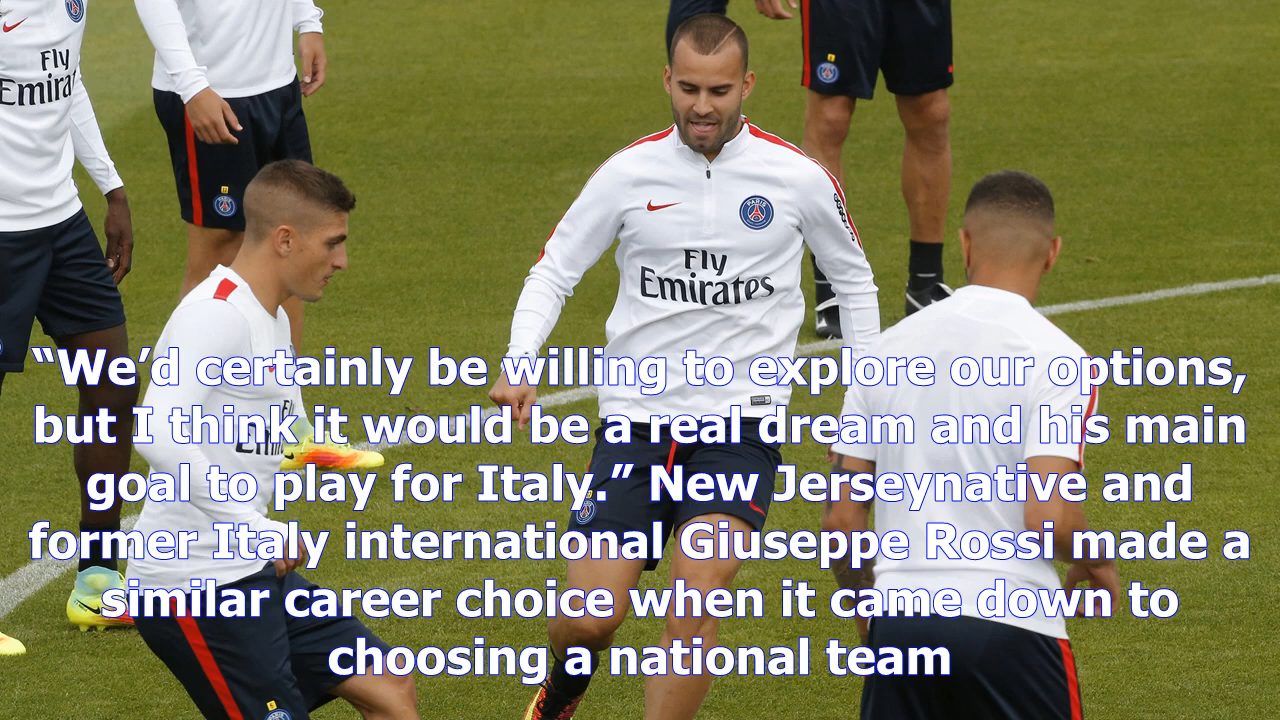 Fly
Emirat
Fly
Emirates
PARIS
“We’d certainly be willing to explore our options,
but I think it would be a real dream and his main
goal to play for Italy.” New Jerseynative and
former Italy international Giuseppe Rossi made a
similar career choice when it came down to
choosing a national team